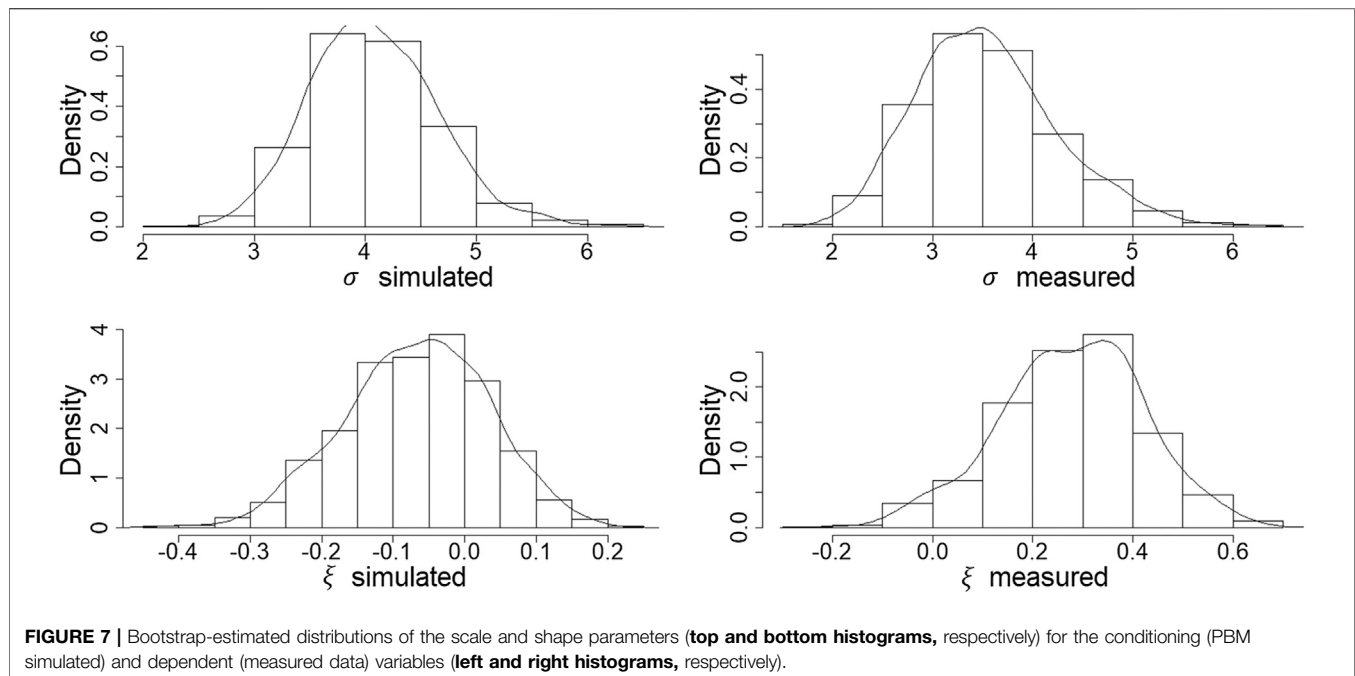 Density
0.0 0.2 0.4 0.6
2 3 4 5 6
σ simulated
Density
0.0 0.2 0.4
2 3 4 5 6
σ measured
Density
0 1 2 3 4
-0.4 -0.3 -0.2 -0.1 0.0 0.1 0.2
ξ simulated
Density
0.0 1.0 2.0
-0.2 0.0 0.2 0.4 0.6
ξ measured
FIGURE 7 | Bootstrap-estimated distributions of the scale and shape parameters (top and bottom histograms, respectively) for the conditioning (PBM
simulated) and dependent (measured data) variables (left and right histograms, respectively).